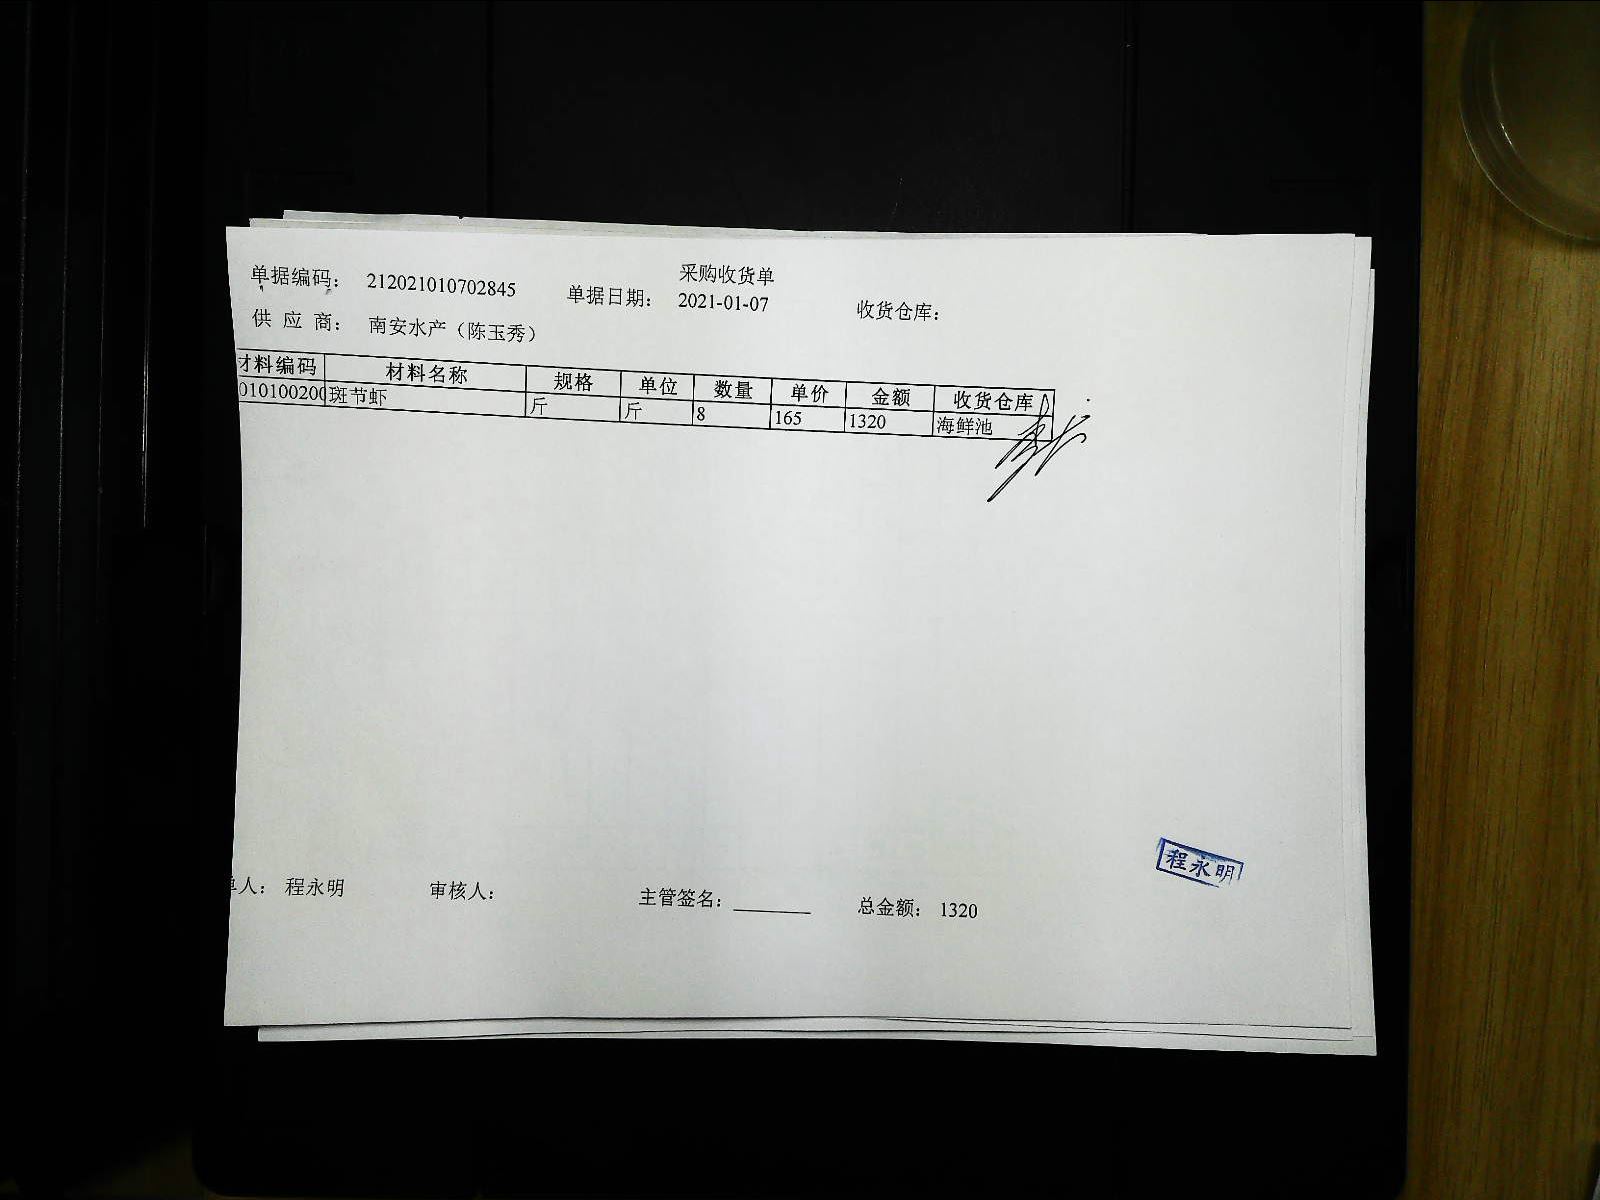 采购收货单
单据编码： 212021010702845 单据日期： 2021-01-07 收货仓库：
供 应 商： 南安水产（陈玉秀）
材料编码 材料名称 规格 单位 数量 单价 金额 收货仓库
010100200 斑节虾 斤 斤 8 165 1320 海鲜池
程永明
单人： 程永明 审核人： 主管签名： 总金额： 1320